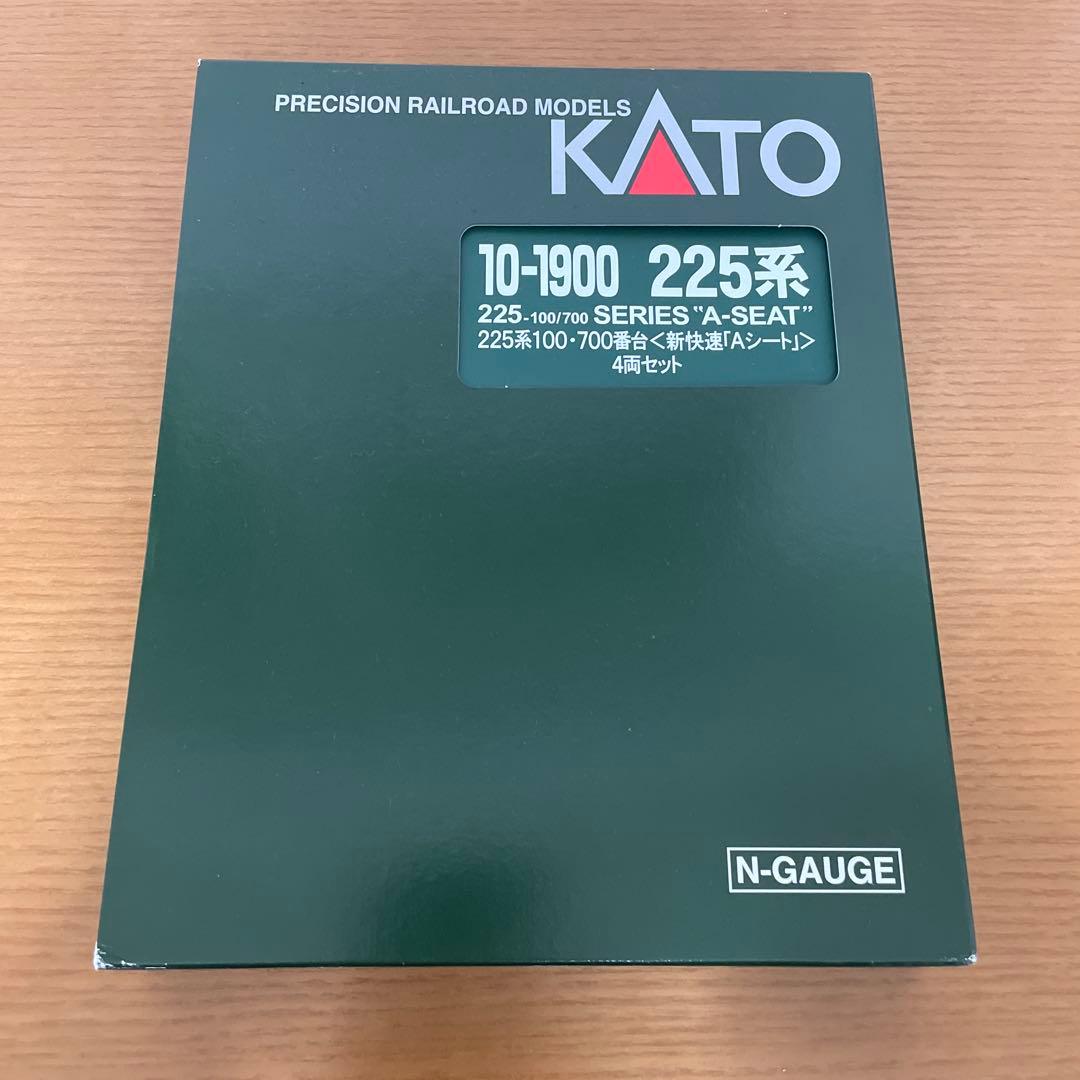 PRECISION RAILROAD MODELS
KATO
10-1900 225系
225-100/700 SERIES "A-SEAT"
225系100・700番台<新快速「Aシート」>
4両セット
N-GAUGE